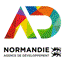 AD
NORMANDIE
AGENCE DE DÉVELOPPEMENT